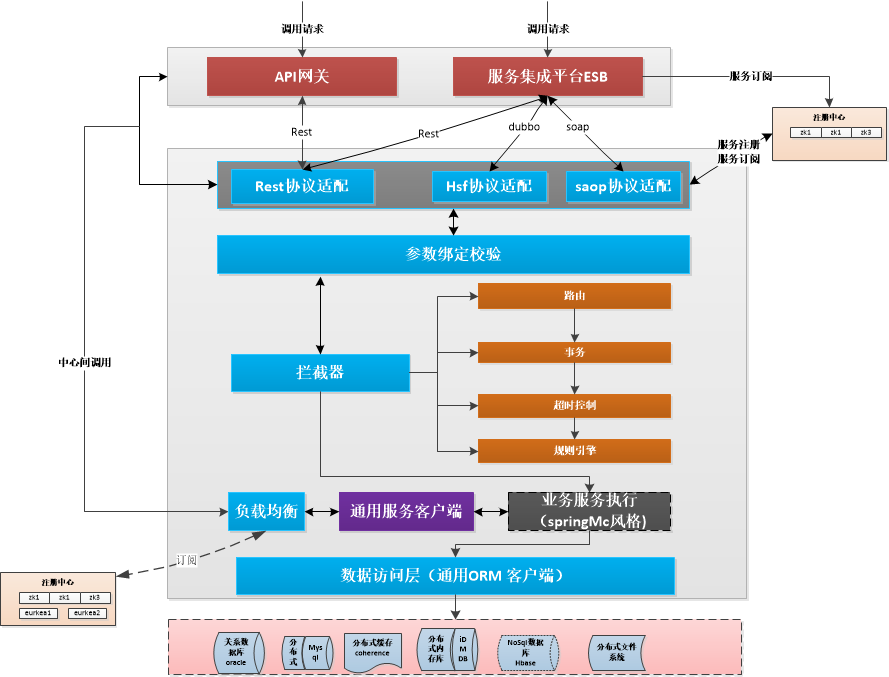 调用请求
调用请求
API网关
服务集成平台ESB
服务订阅
注册中心
zk1
zk1
zk3
Rest
Rest
dubbo
soap
服务注册
服务订阅
Rest协议适配
Hsf协议适配
saop协议适配
参数绑定校验
路由
事务
超时控制
规则引擎
拦截器
中心间调用
负载均衡
通用服务客户端
业务服务执行
（springMc风格)
订阅
注册中心
zk1
zk1
zk3
eurkea1
eurkea2
数据访问层（通用ORM 客户端）
关系数
据库
oracle
分
布
式
Mys
ql
分布式缓存
coherence
分布
式内
存库
iD
M
DB
NoSql数据
库
Hbase
分布式文件
系统